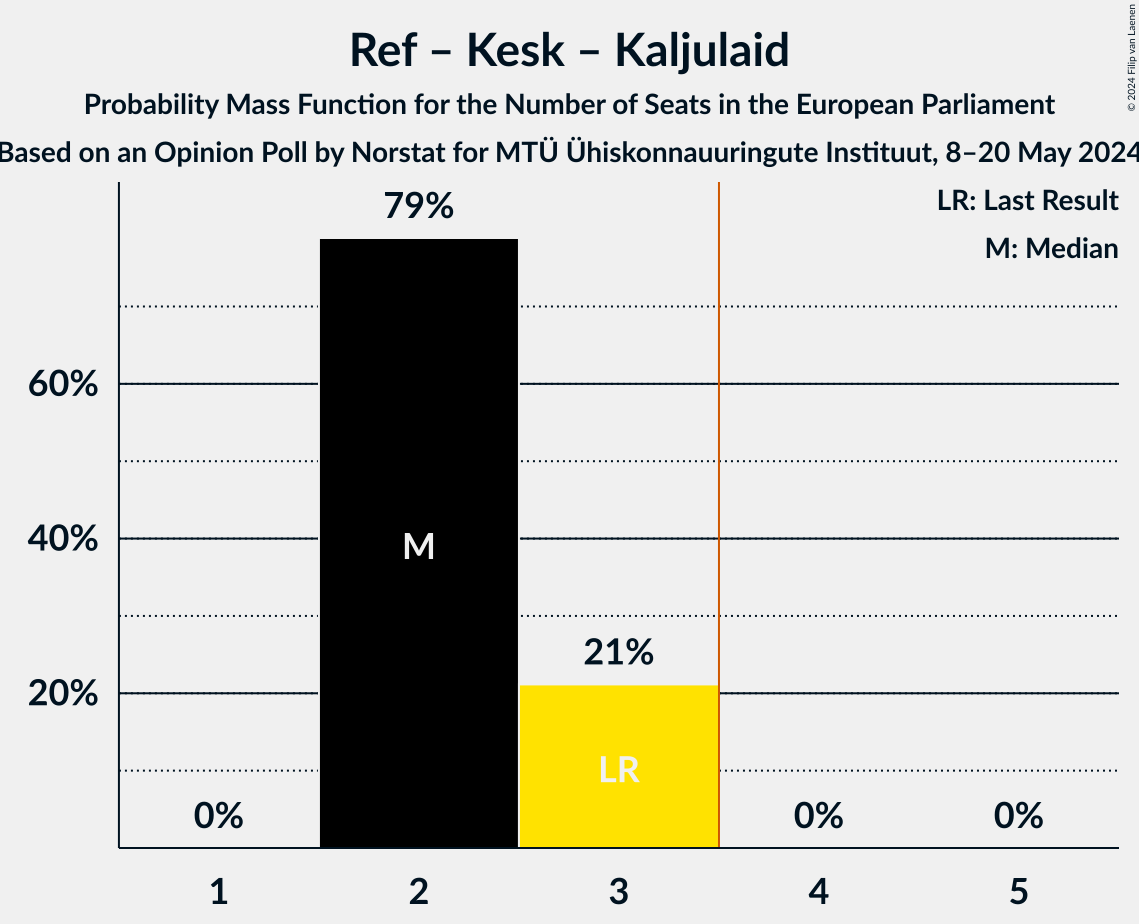 Ref – Kesk – Kaljulaid
Probability Mass Function for the Number of Seats in the European Parliament
Based on an Opinion Poll by Norstat for MTÜ Ühiskonnauuringute Instituut, 8–20 May 2024
© 2024 Filip van Laenen
LR: Last Result
M: Median
79%
60%
40%
20%
M
21%
LR
0%
0%
0%
1
2
3
4
5